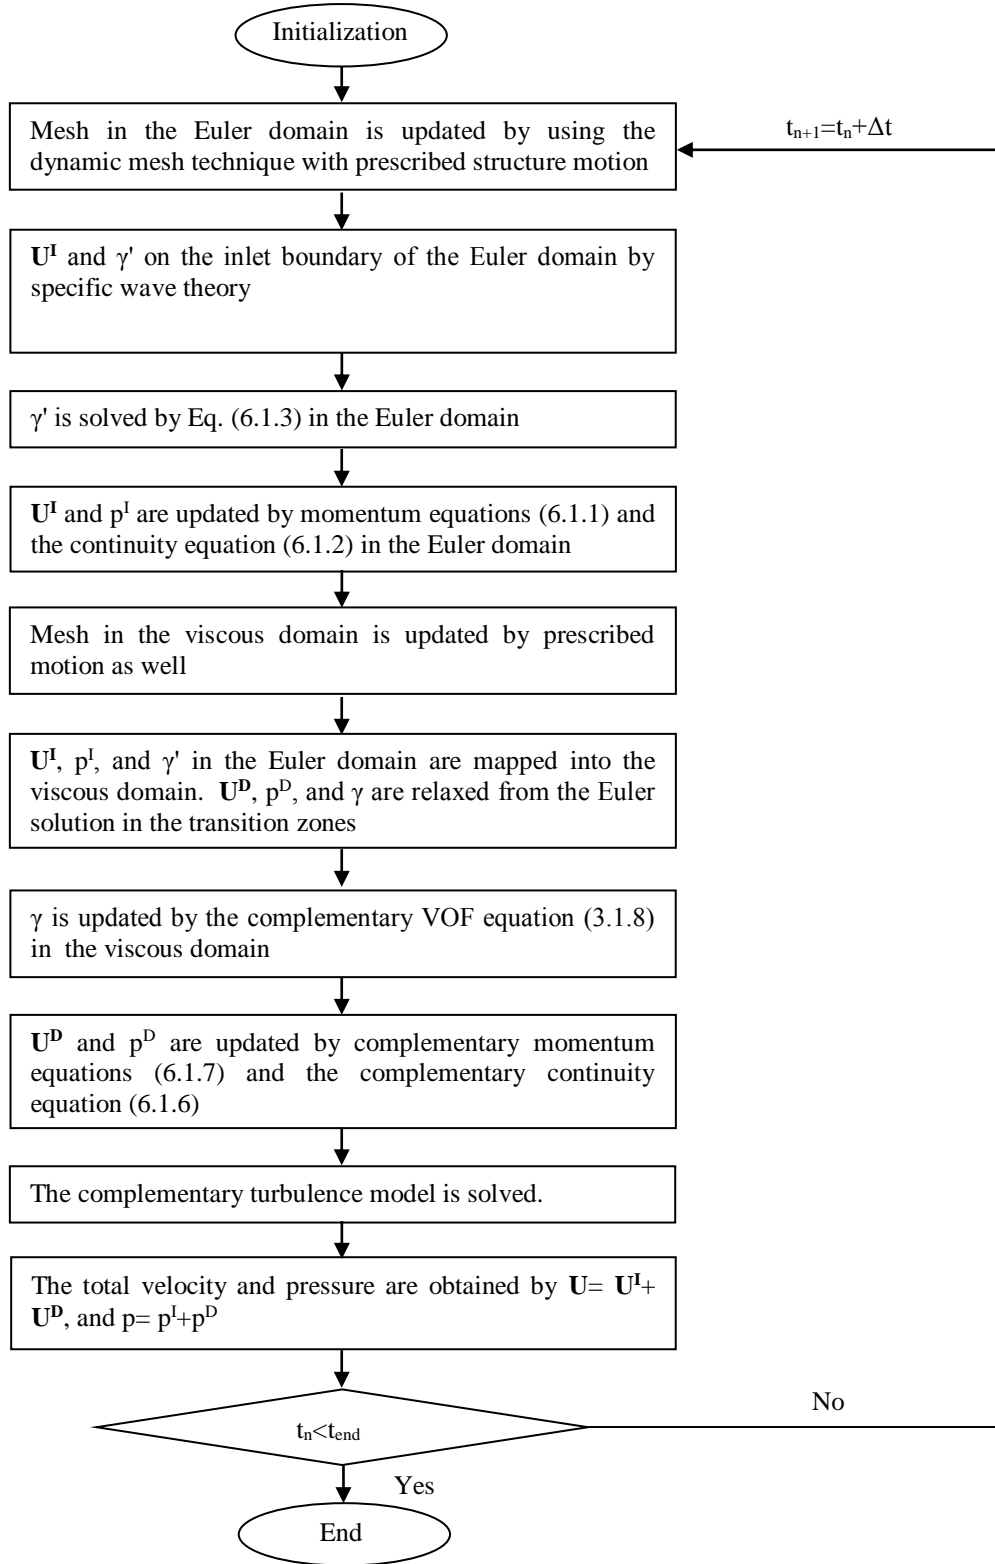 Initialization
Mesh in the Euler domain is updated by using the
dynamic mesh technique with prescribed structure motion
tₙ₊₁=tₙ+Δt
Uᴵ and γ' on the inlet boundary of the Euler domain by
specific wave theory
γ' is solved by Eq. (6.1.3) in the Euler domain
Uᴵ and pᴵ are updated by momentum equations (6.1.1) and
the continuity equation (6.1.2) in the Euler domain
Mesh in the viscous domain is updated by prescribed
motion as well
Uᴵ, pᴵ, and γ' in the Euler domain are mapped into the
viscous domain. Uᴰ, pᴰ, and γ are relaxed from the Euler
solution in the transition zones
γ is updated by the complementary VOF equation (3.1.8)
in the viscous domain
Uᴰ and pᴰ are updated by complementary momentum
equations (6.1.7) and the complementary continuity
equation (6.1.6)
The complementary turbulence model is solved.
The total velocity and pressure are obtained by U= Uᴵ+
Uᴰ, and p= pᴵ+pᴰ
tₙ<t_end
No
Yes
End